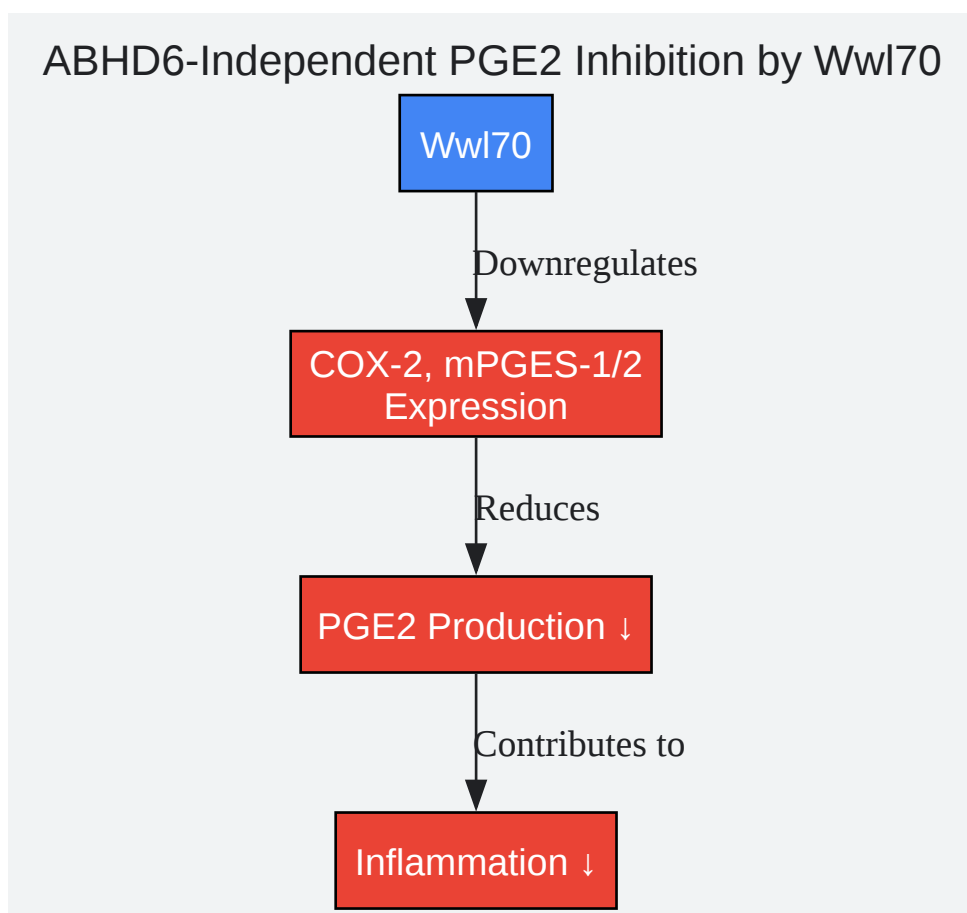 ABHD6-Independent PGE2 Inhibition by Wwl70
Wwl70
Downregulates
COX-2, mPGES-1/2
Expression
Reduces
PGE2 Production ↓
Contributes to
Inflammation ↓